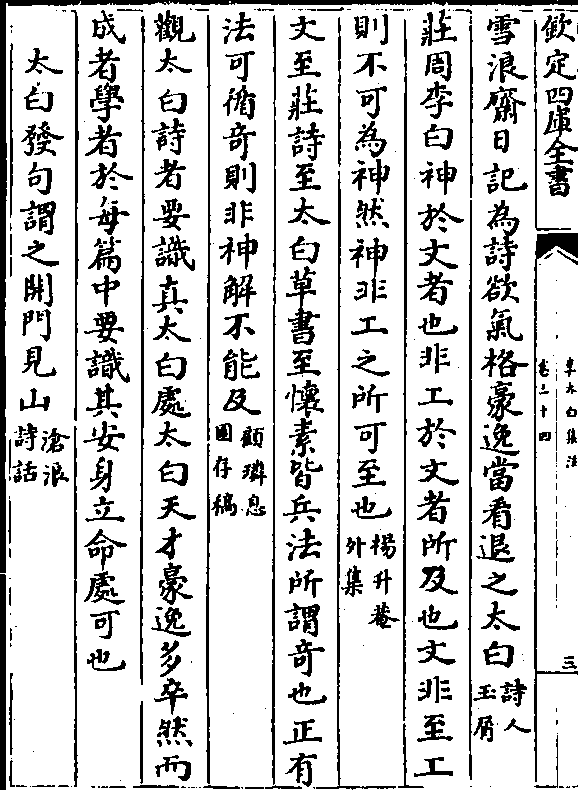 欽定四庫全書
李太白集注
卷三十四
三
雪浪齋日記為詩欲氣格豪逸當看退之太白詩人玉屑
莊周李白神於文者也非工於文者所及也文非至工
則不可為神然神非工之所可至也楊升菴外集
文至莊詩至太白草書至懷素皆兵法所謂奇也正有
法可循奇則非神解不能及顧璘息園存稿
觀太白詩者要識真太白處太白天才豪逸多卒然而
成者學者於每篇中要識其安身立命處可也
太白發句謂之開門見山滄浪詩話